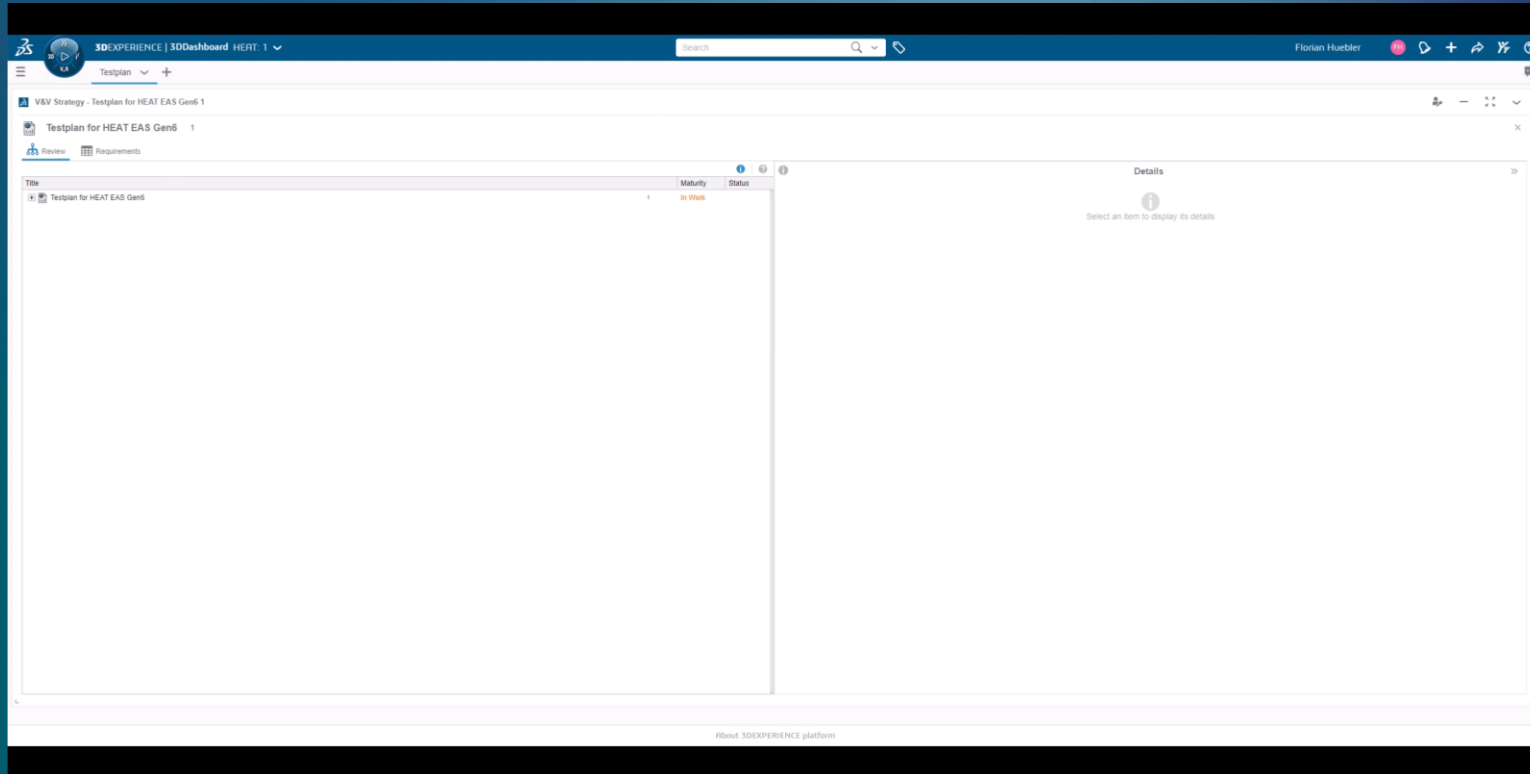 3DEXPERIENCE | 3DDashboard HEAT: 1
Search
Florian Huebler
FH
Testplan
V&V Strategy - Testplan for HEAT EAS Gen6 1
Testplan for HEAT EAS Gen6 1
Review Requirements
Title Maturity Status
Testplan for HEAT EAS Gen6 1 In Work
Details
Select an item to display its details
About 3DEXPERIENCE platform